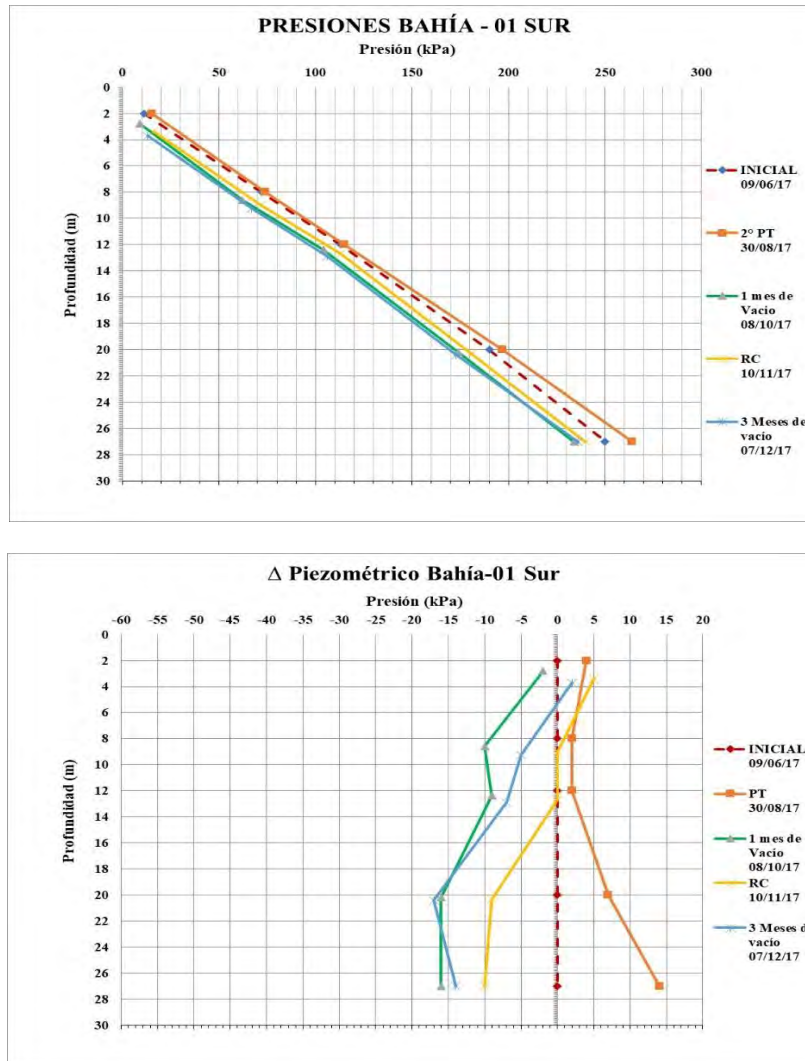 PRESIONES BAHÍA - 01 SUR
Presión (kPa)
0 50 100 150 200 250 300
0
2
4
6
8
10
12
14
16
18
20
22
24
26
28
30
Profundidad (m)
INICIAL
09/06/17
2° PT
30/08/17
1 mes de
Vacío
08/10/17
RC
10/11/17
3 Meses de
vacío
07/12/17
Δ Piezométrico Bahía-01 Sur
Presión (kPa)
-60 -55 -50 -45 -40 -35 -30 -25 -20 -15 -10 -5 0 5 10 15 20
0
2
4
6
8
10
12
14
16
18
20
22
24
26
28
30
Profundidad (m)
INICIAL
09/06/17
PT
30/08/17
1 mes de
Vacío
08/10/17
RC
10/11/17
3 Meses d
vacío
07/12/17